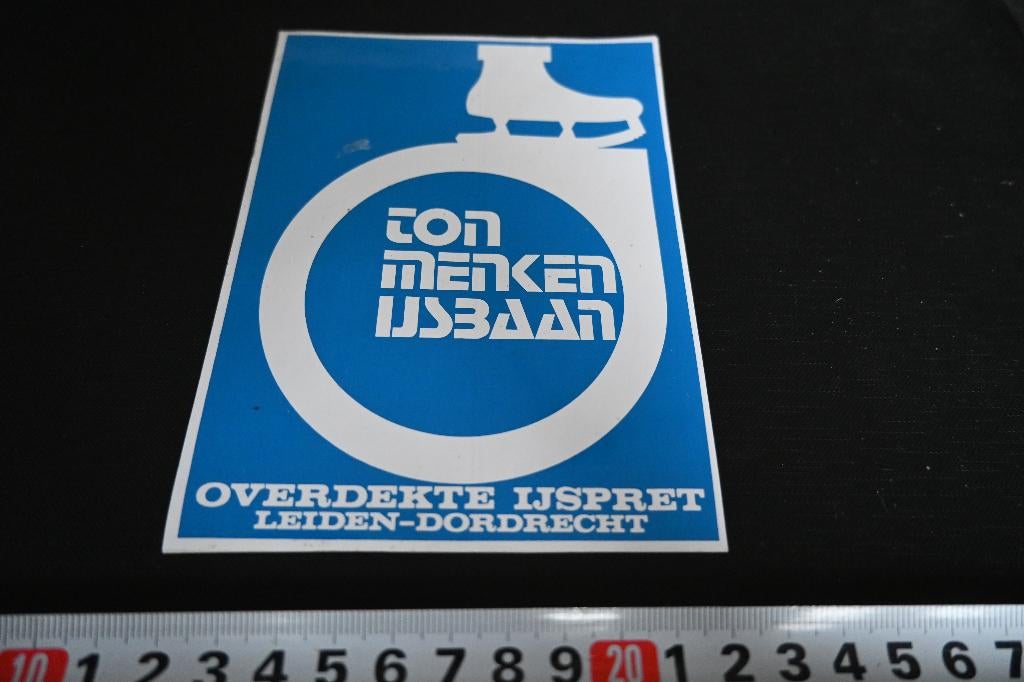 TON
MENKEN
IJSBAAN
OVERDEKTE IJSPRET
LEIDEN-DORDRECHT
10 1 2 3 4 5 6 7 8 9 20 1 2 3 4 5 6 7